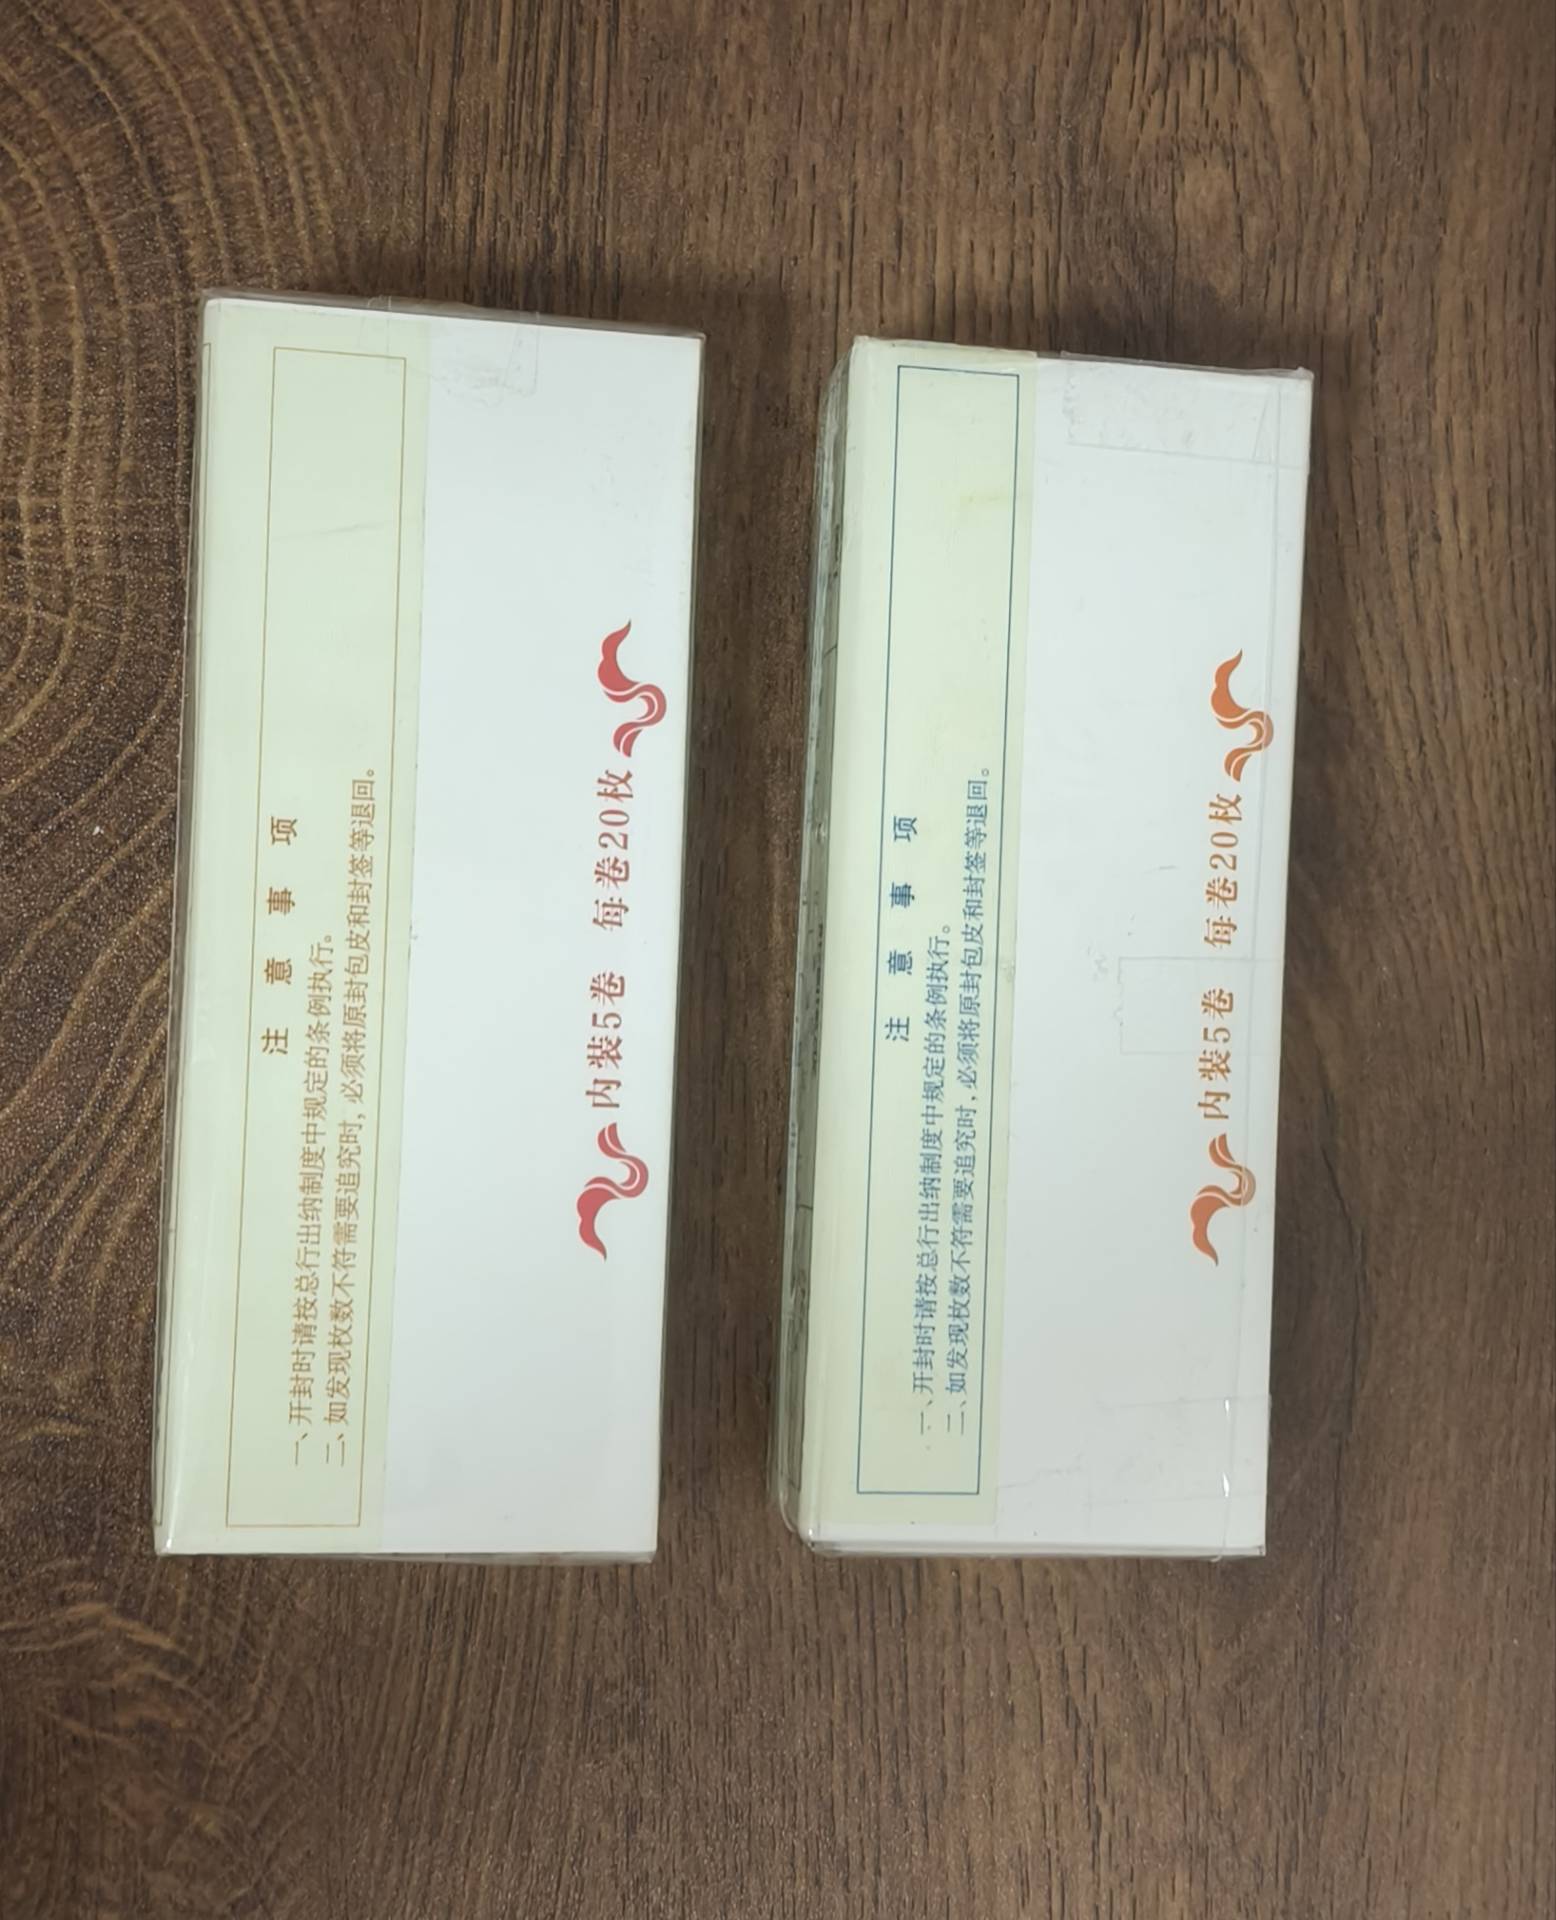 注意事项
一、开封时请按总行出纳制度中规定的条例执行。
二、如发现枚数不符需要追究时，必须将原封包皮和封签等退回。
内装5卷 每卷20枚
注意事项
一、开封时请按总行出纳制度中规定的条例执行。
二、如发现枚数不符需要追究时，必须将原封包皮和封签等退回。
内装5卷 每卷20枚